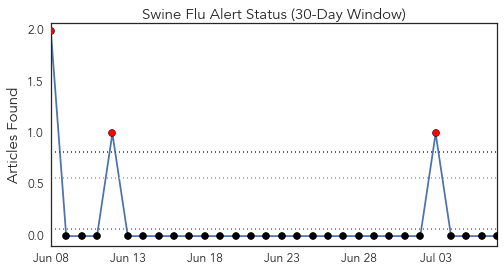 Swine Flu Alert Status (30-Day Window)
Articles Found
2.0
1.5
1.0
0.5
0.0
Jun 08
Jun 13
Jun 18
Jun 23
Jun 28
Jul 03